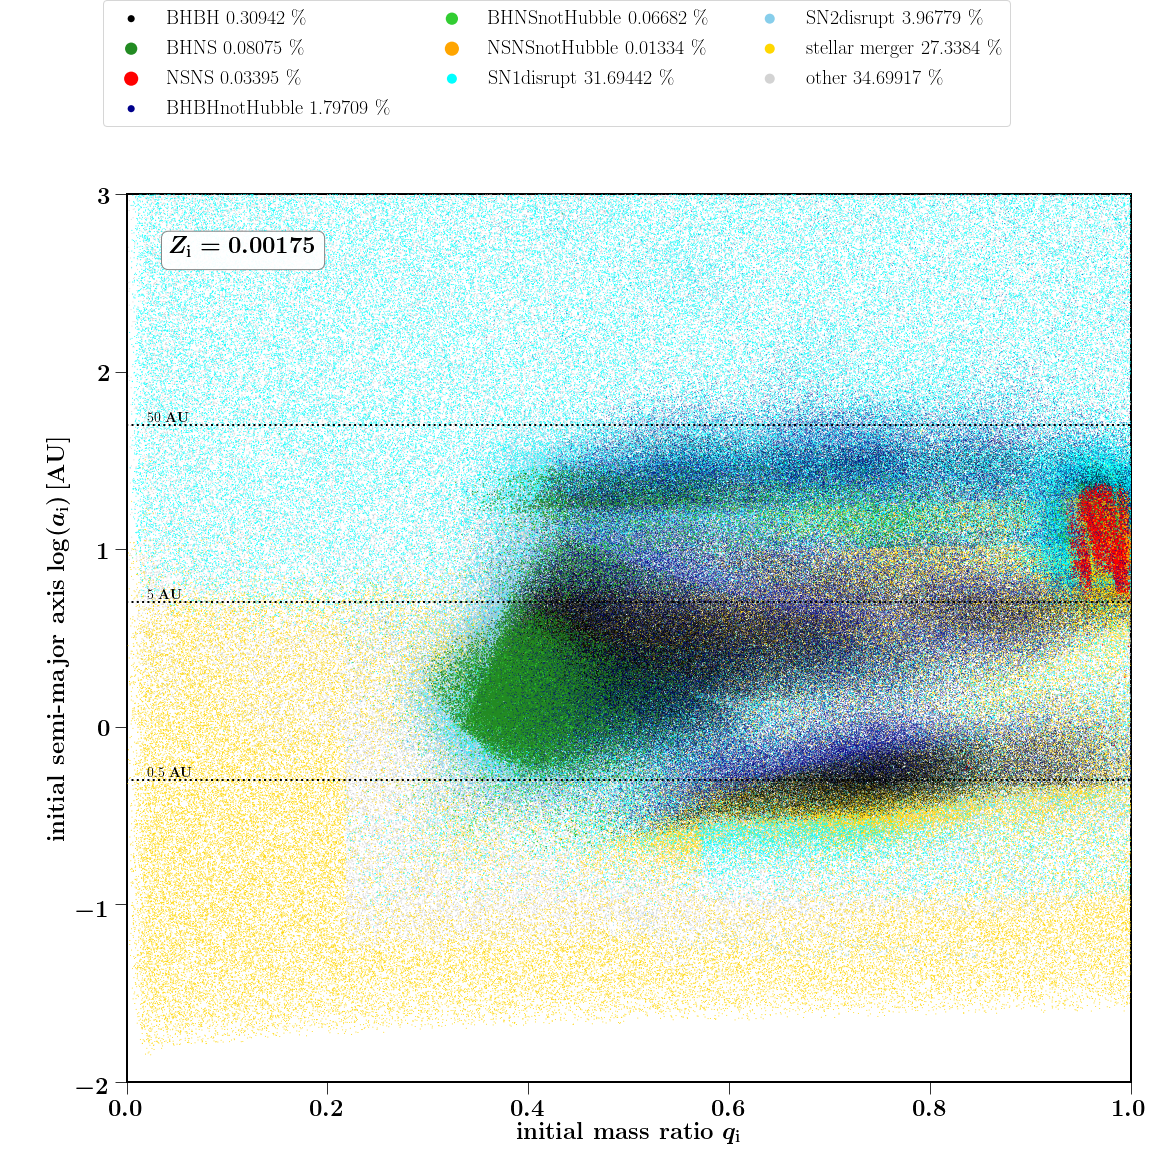 BHBH 0.30942 %
BHNS 0.08075 %
NSNS 0.03395 %
BHBHnotHubble 1.79709 %
BHNSnotHubble 0.06682 %
NSNSnotHubble 0.01334 %
SN1disrupt 31.69442 %
SN2disrupt 3.96779 %
stellar merger 27.3384 %
other 34.69917 %
Zi = 0.00175
50 AU
5 AU
0.5 AU
3
2
1
0
−1
−2
initial semi-major axis log(ai) [AU]
0.0 0.2 0.4 0.6 0.8 1.0
initial mass ratio qi